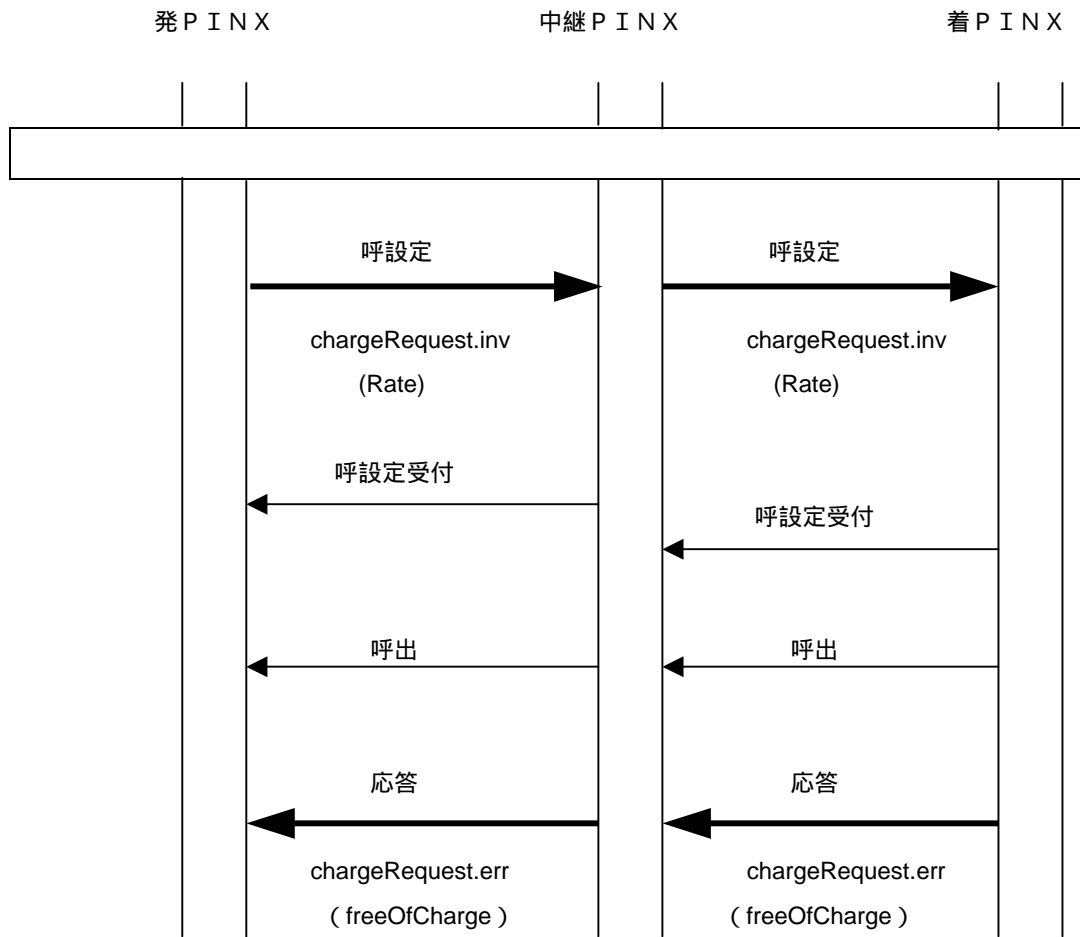 発ＰＩＮＸ
中継ＰＩＮＸ
着ＰＩＮＸ
呼設定
呼設定
chargeRequest.inv
chargeRequest.inv
(Rate)
(Rate)
呼設定受付
呼設定受付
呼出
呼出
応答
応答
chargeRequest.err
chargeRequest.err
（freeOfCharge）
（freeOfCharge）